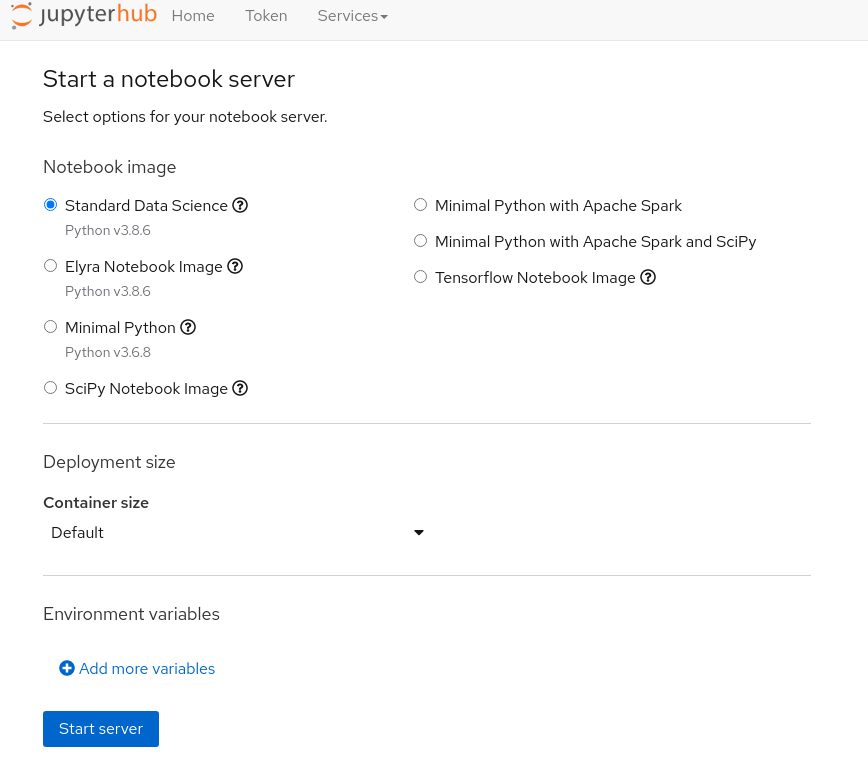 jupyterhub Home Token Services
Start a notebook server
Select options for your notebook server.
Notebook image
Standard Data Science
Python v3.8.6
Elyra Notebook Image
Python v3.8.6
Minimal Python
Python v3.6.8
SciPy Notebook Image
Minimal Python with Apache Spark
Minimal Python with Apache Spark and SciPy
Tensorflow Notebook Image
Deployment size
Container size
Default
Environment variables
Add more variables
Start server